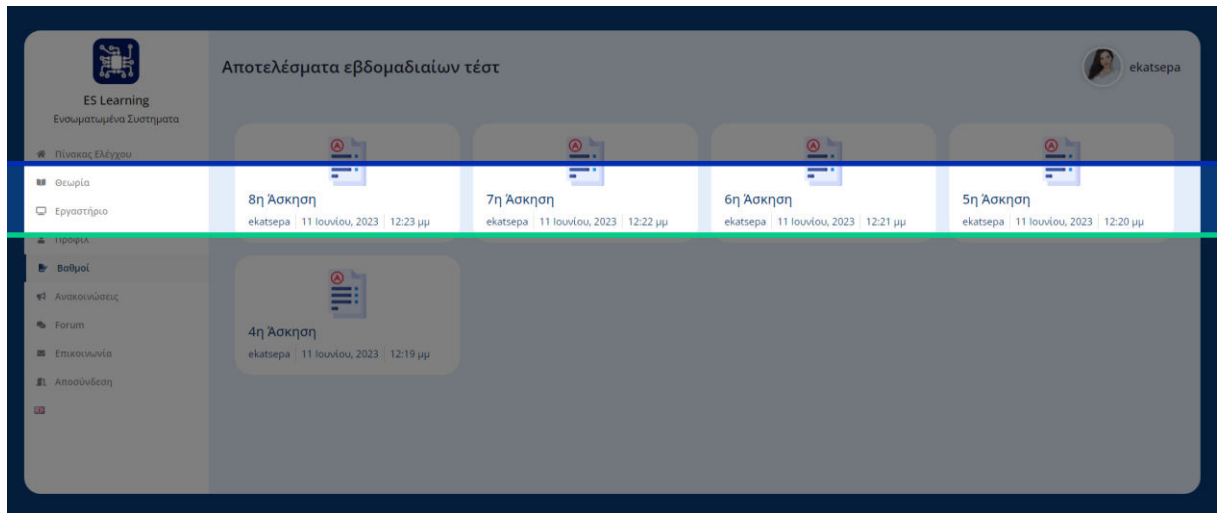 ES Learning
Ενσωματωμένα Συστηματα
Πίνακας Ελέγχου
Θεωρία
Εργαστήριο
Προφίλ
Βαθμοί
Ανακοινώσεις
Forum
Επικοινωνία
Αποσύνδεση
Αποτελέσματα εβδομαδιαίων τέστ
ekatsepa
8η Άσκηση
ekatsepa 11 Ιουνίου, 2023 12:23 μμ
7η Άσκηση
ekatsepa 11 Ιουνίου, 2023 12:22 μμ
6η Άσκηση
ekatsepa 11 Ιουνίου, 2023 12:21 μμ
5η Άσκηση
ekatsepa 11 Ιουνίου, 2023 12:20 μμ
4η Άσκηση
ekatsepa 11 Ιουνίου, 2023 12:19 μμ